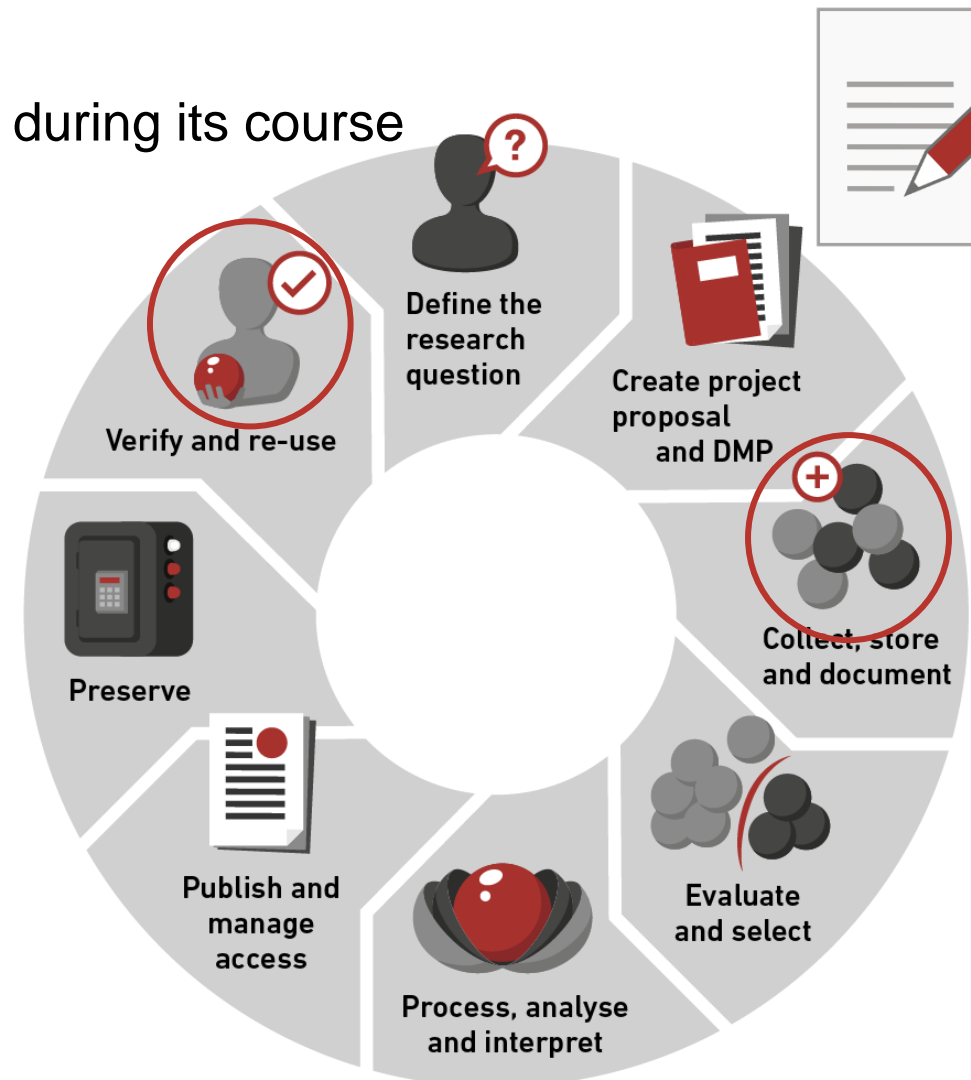 during its course
?
Define the
research
question
Create project
proposal
and DMP
Collect, store
and document
Evaluate
and select
Process, analyse
and interpret
Publish and
manage
access
Preserve
Verify and re-use